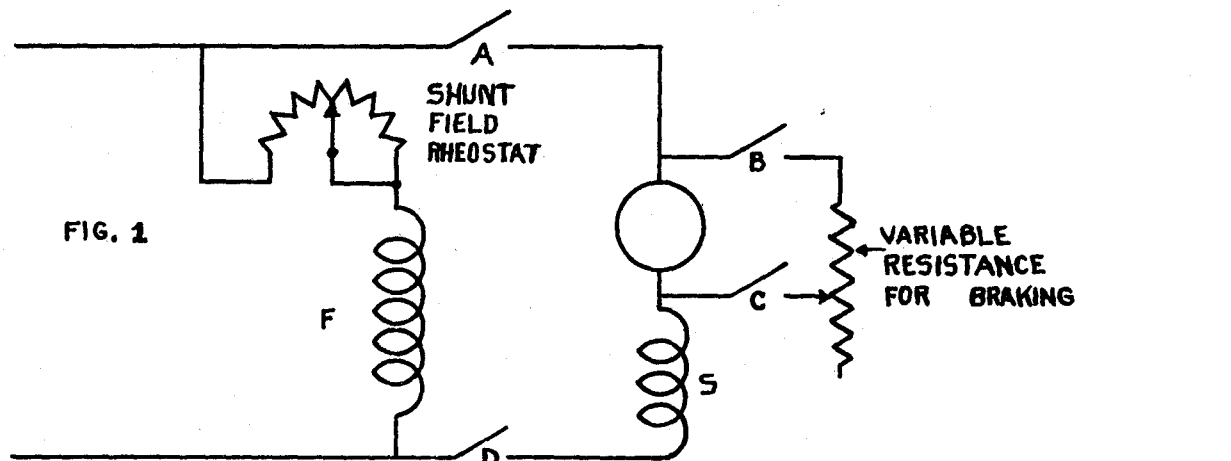 A
SHUNT
FIELD
RHEOSTAT
B
FIG. 1
VARIABLE
RESISTANCE
C
FOR BRAKING
F
S
D